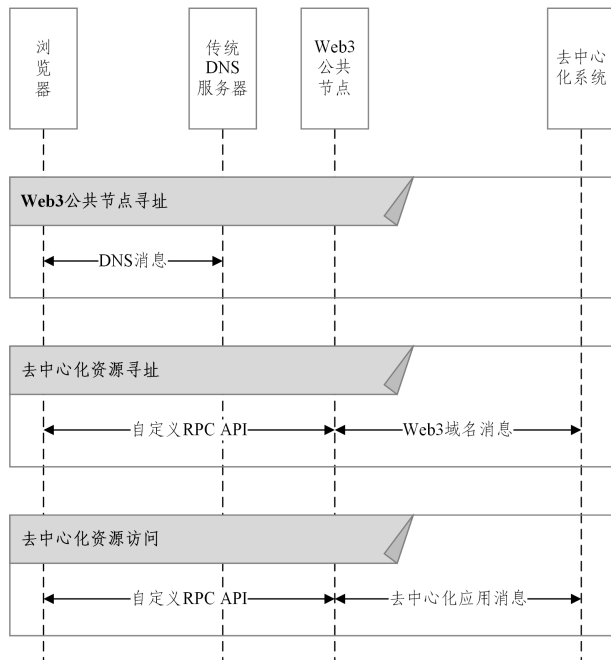 浏
览
器
传统
DNS
服务器
Web3
公共
节点
去中心
化系统
Web3公共节点寻址
DNS消息
去中心化资源寻址
自定义RPC API
Web3域名消息
去中心化资源访问
自定义RPC API
去中心化应用消息